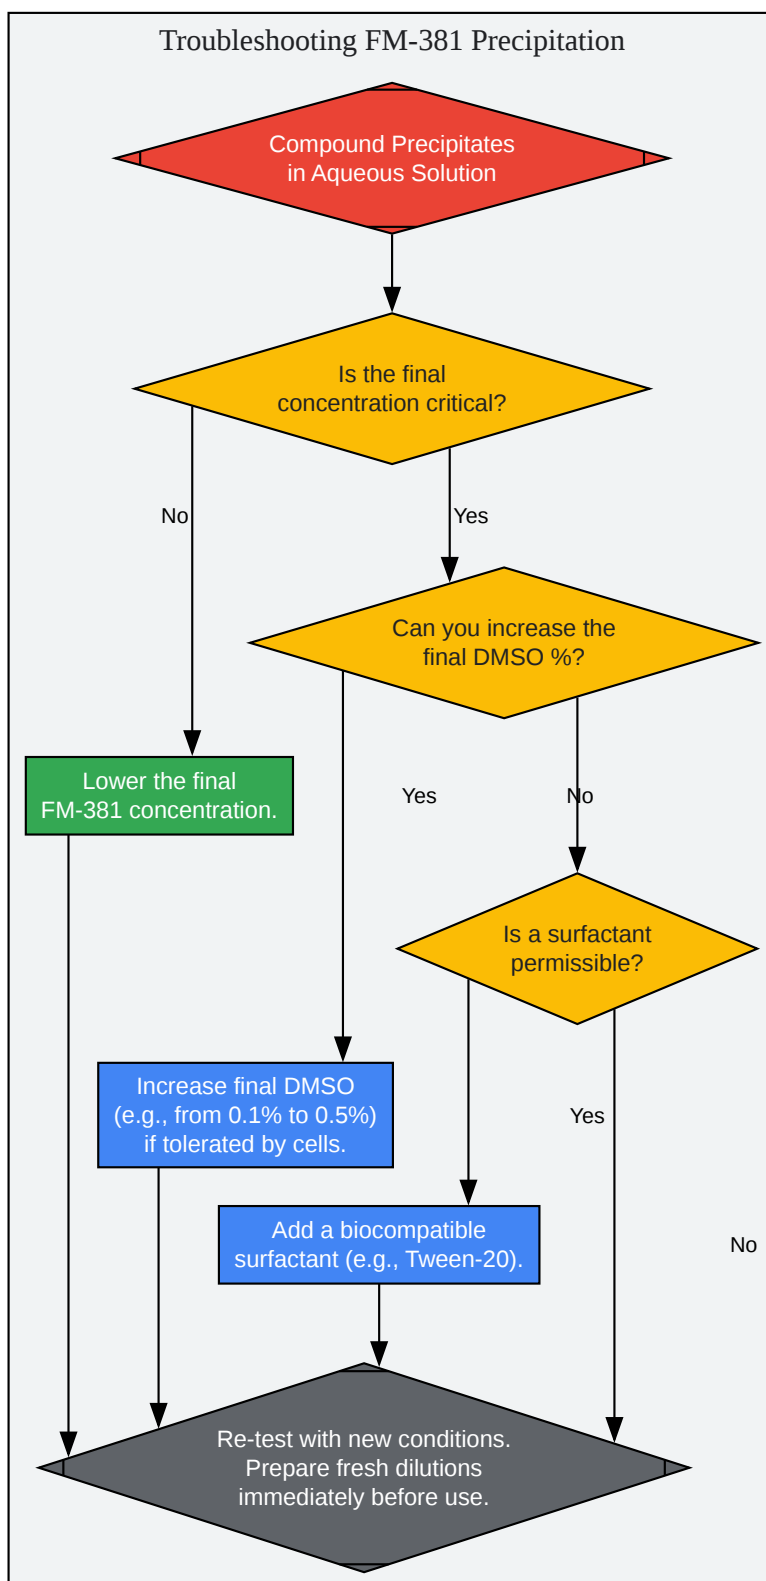 Troubleshooting FM-381 Precipitation
Compound Precipitates
in Aqueous Solution
Is the final
concentration critical?
No
Yes
Can you increase the
final DMSO %?
Lower the final
FM-381 concentration.
Yes
No
Is a surfactant
permissible?
Increase final DMSO
(e.g., from 0.1% to 0.5%)
if tolerated by cells.
Yes
Add a biocompatible
surfactant (e.g., Tween-20).
No
Re-test with new conditions.
Prepare fresh dilutions
immediately before use.